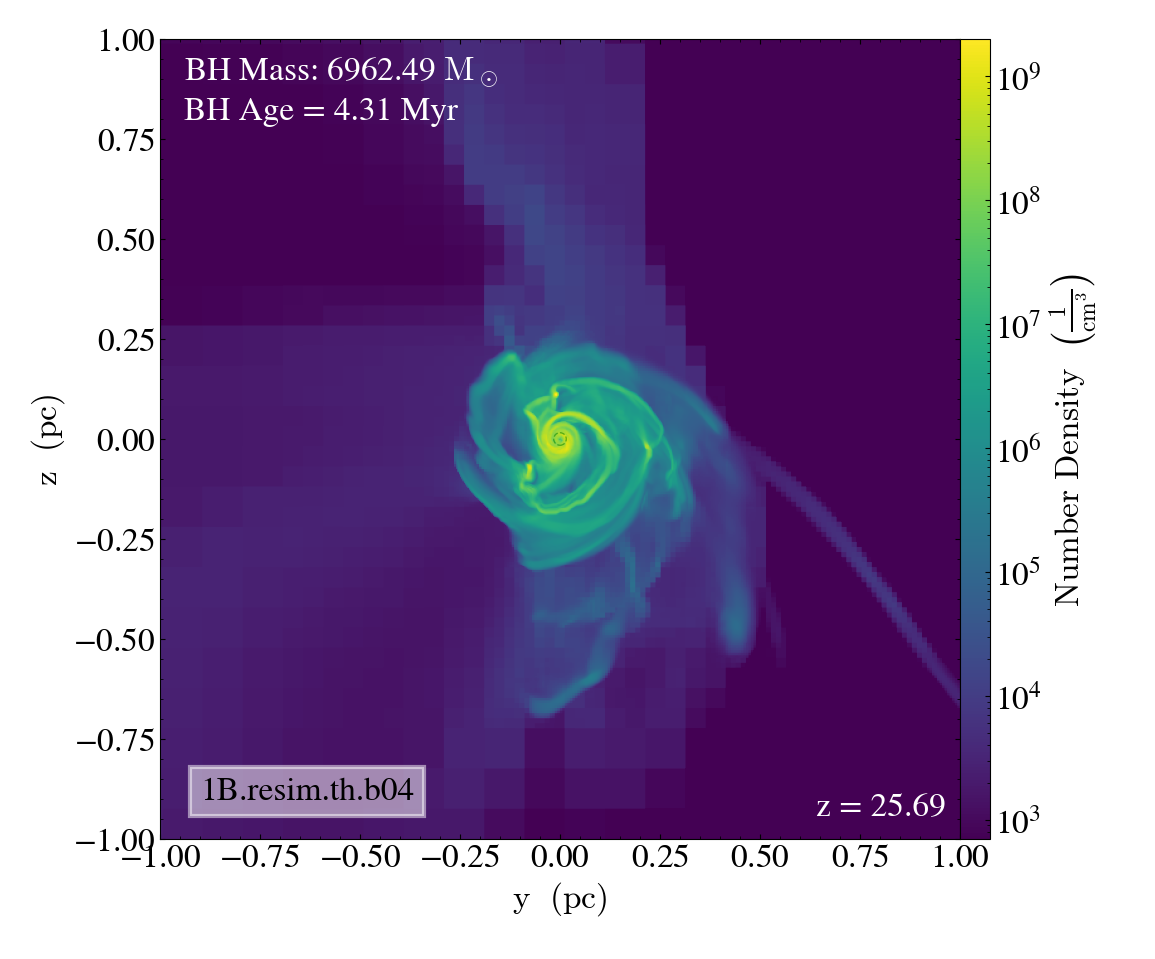 BH Mass: 6962.49 M⊙
BH Age = 4.31 Myr
1.00
0.75
0.50
0.25
0.00
−0.25
−0.50
−0.75
−1.00
z (pc)
1B.resim.th.b04
z = 25.69
−1.00 −0.75 −0.50 −0.25 0.00 0.25 0.50 0.75 1.00
y (pc)
10⁹
10⁸
10⁷
10⁶
10⁵
10⁴
10³
Number Density (1/cm³)